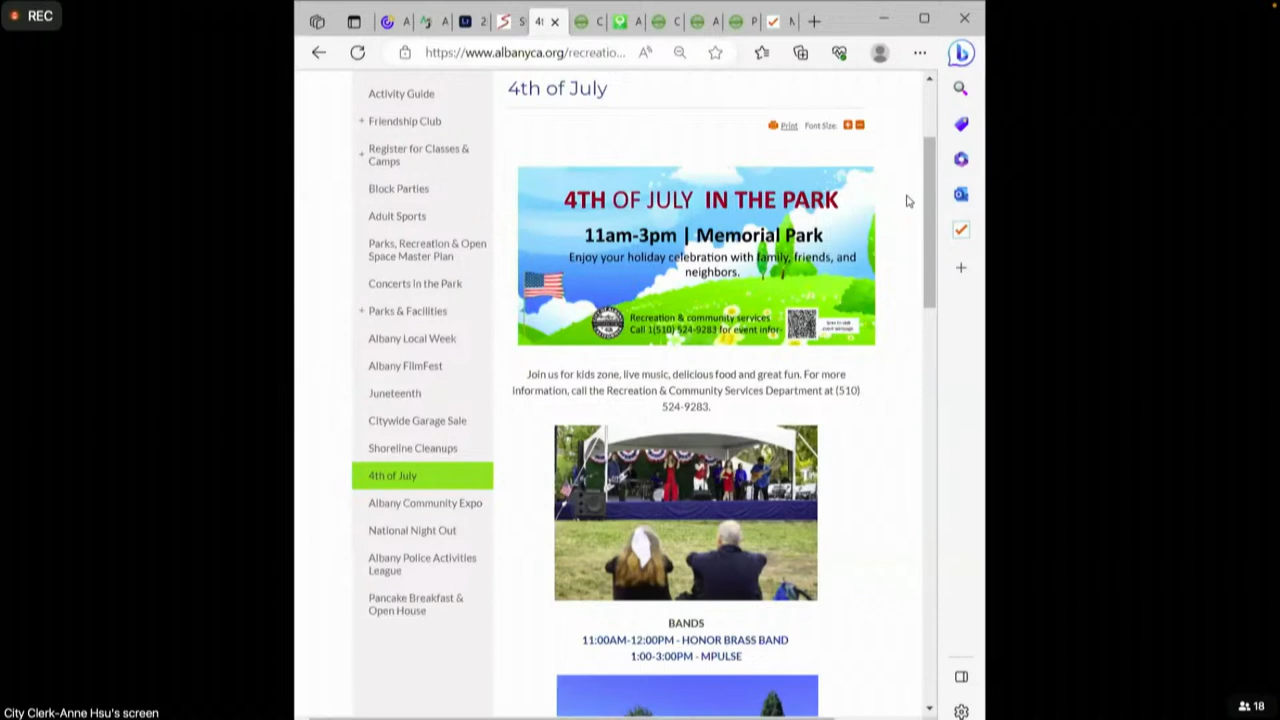 REC
https://www.albanyca.org/recreatio...
Activity Guide
Friendship Club
Register for Classes &
Camps
Block Parties
Adult Sports
Parks, Recreation & Open
Space Master Plan
Concerts in the Park
Parks & Facilities
Albany Local Week
Albany FilmFest
Juneteenth
Citywide Garage Sale
Shoreline Cleanups
4th of July
Albany Community Expo
National Night Out
Albany Police Activities
League
Pancake Breakfast &
Open House
4th of July
Print Font Size:
4TH OF JULY IN THE PARK
11am-3pm | Memorial Park
Enjoy your holiday celebration with family, friends, and
neighbors.
Recreation & community services
Call 1(510) 524-9283 for event infor-
Join us for kids zone, live music, delicious food and great fun. For more
information, call the Recreation & Community Services Department at (510)
524-9283.
BANDS
11:00AM-12:00PM - HONOR BRASS BAND
1:00-3:00PM - MPULSE
City Clerk-Anne Hsu's screen
18